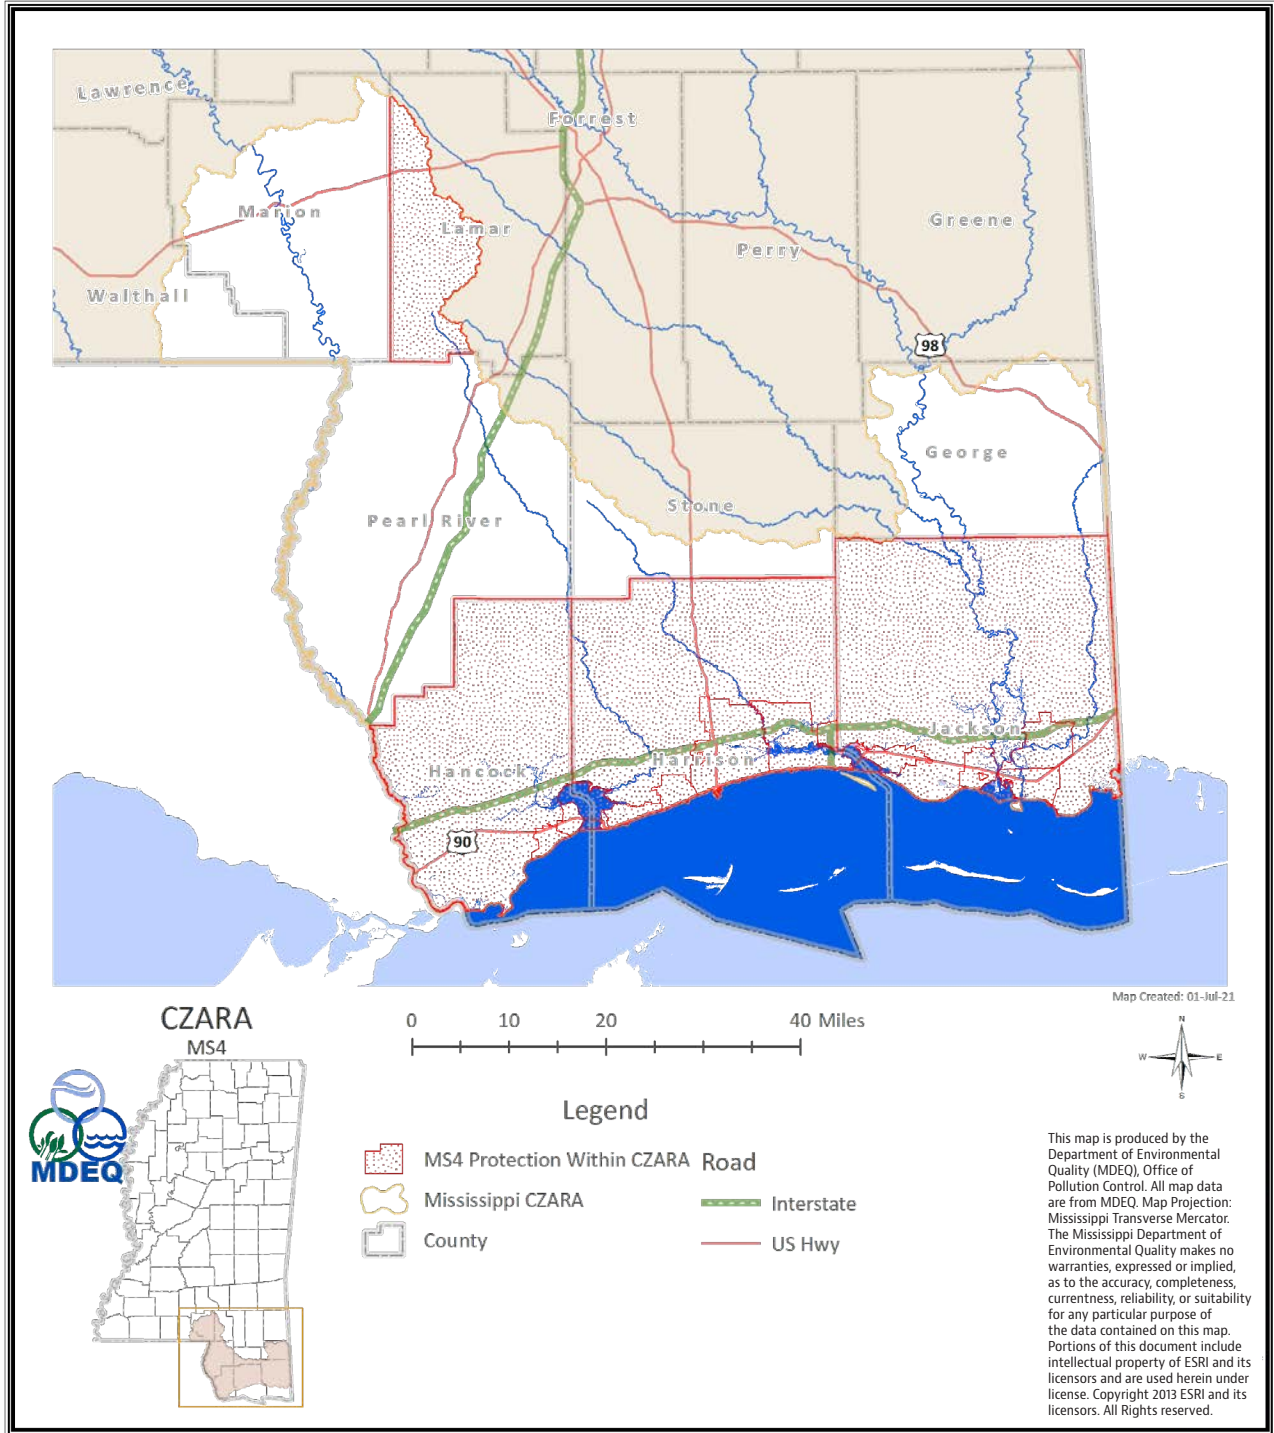 Lawrence
Forrest
Marion
Lamar
Greene
Perry
Walthall
98
George
Stone
Pearl River
Jackson
Harrison
Hancock
90
Map Created: 01-Jul-21
CZARA
MS4
0 10 20 40 Miles
N
W E
S
MDEQ
Legend
MS4 Protection Within CZARA
Mississippi CZARA
County
Road
Interstate
US Hwy
This map is produced by the
Department of Environmental
Quality (MDEQ), Office of
Pollution Control. All map data
are from MDEQ. Map Projection:
Mississippi Transverse Mercator.
The Mississippi Department of
Environmental Quality makes no
warranties, expressed or implied,
as to the accuracy, completeness,
currentness, reliability, or suitability
for any particular purpose of
the data contained on this map.
Portions of this document include
intellectual property of ESRI and its
licensors and are used herein under
license. Copyright 2013 ESRI and its
licensors. All Rights reserved.